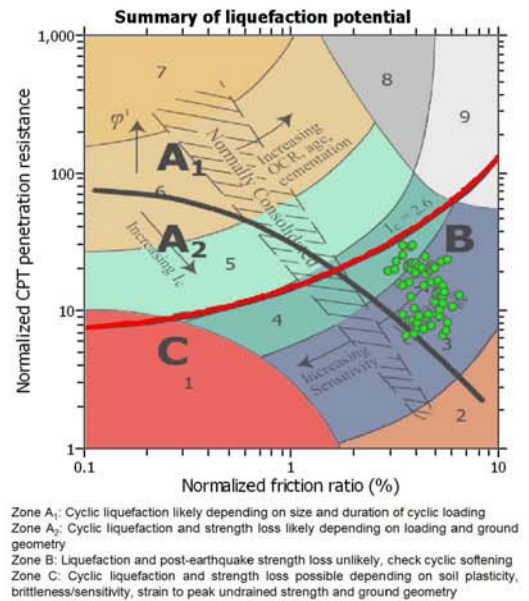 Summary of liquefaction potential
1,000
100
10
1
Normalized CPT penetration resistance
7
8
9
φ'
A1
Increasing
OCR, age,
cementation
Normally Consolidated
6
A2
Increasing Ic
5
Ic = 2.6
B
4
C
1
Increasing
Sensitivity
3
2
0.1
1
10
Normalized friction ratio (%)
Zone A1: Cyclic liquefaction likely depending on size and duration of cyclic loading
Zone A2: Cyclic liquefaction and strength loss likely depending on loading and ground
geometry
Zone B: Liquefaction and post-earthquake strength loss unlikely, check cyclic softening
Zone C: Cyclic liquefaction and strength loss possible depending on soil plasticity,
brittleness/sensitivity, strain to peak undrained strength and ground geometry